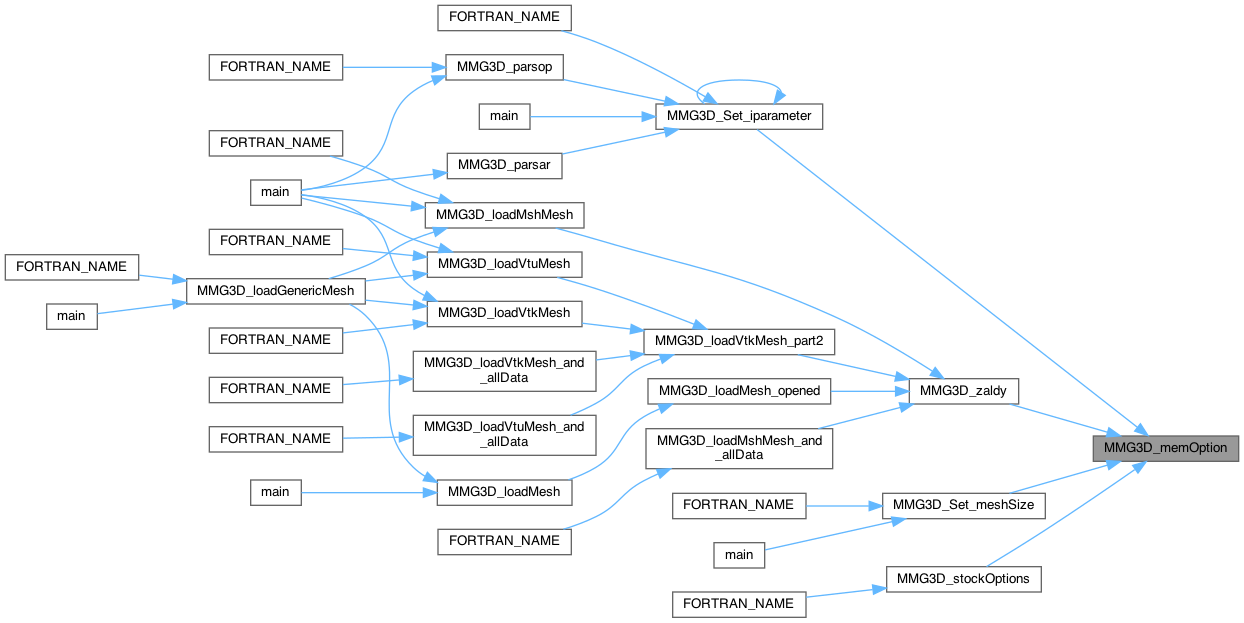 FORTRAN_NAME
FORTRAN_NAME
MMG3D_parsop
main
MMG3D_Set_iparameter
FORTRAN_NAME
MMG3D_parsar
main
MMG3D_loadMshMesh
FORTRAN_NAME
MMG3D_loadVtuMesh
FORTRAN_NAME
MMG3D_loadGenericMesh
main
MMG3D_loadVtkMesh
FORTRAN_NAME
MMG3D_loadVtkMesh_part2
MMG3D_loadVtkMesh_and
_allData
FORTRAN_NAME
MMG3D_loadMesh_opened
MMG3D_zaldy
MMG3D_loadVtuMesh_and
_allData
FORTRAN_NAME
MMG3D_loadMshMesh_and
_allData
MMG3D_memOption
main
MMG3D_loadMesh
FORTRAN_NAME
MMG3D_Set_meshSize
FORTRAN_NAME
main
MMG3D_stockOptions
FORTRAN_NAME